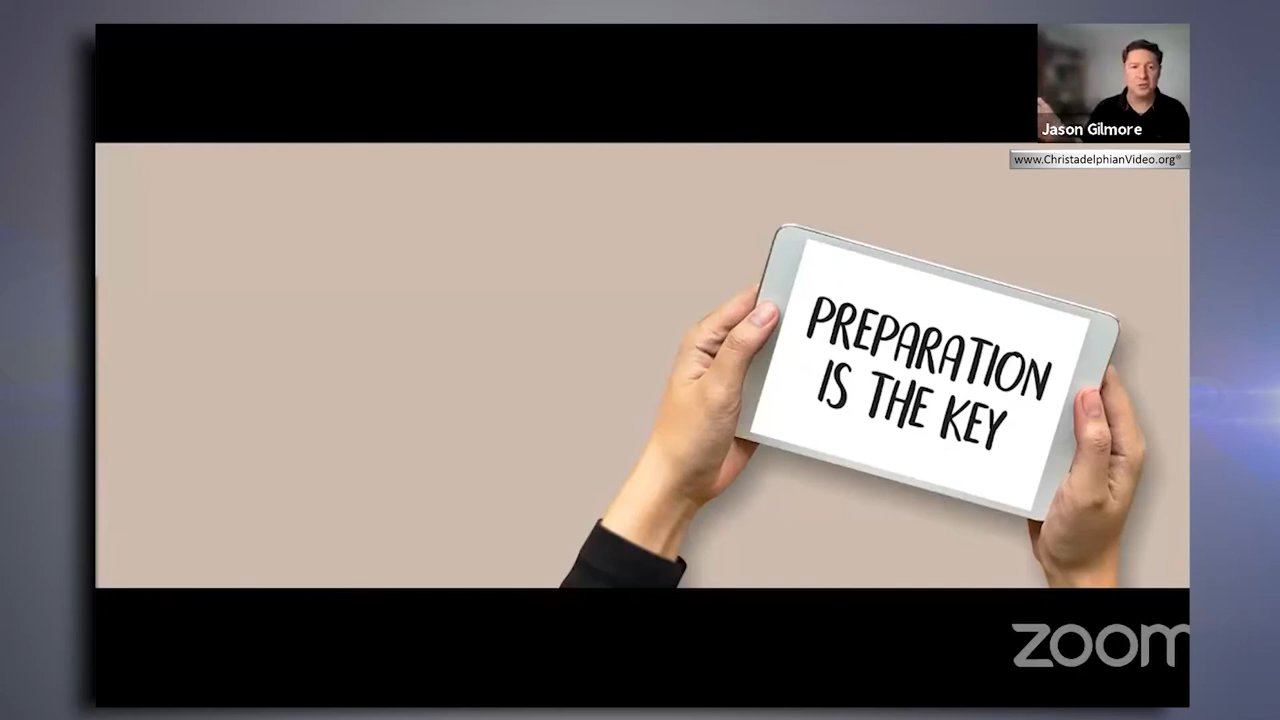 Jason Gilmore
www.ChristadelphianVideo.org®
PREPARATION
IS THE KEY
zoom